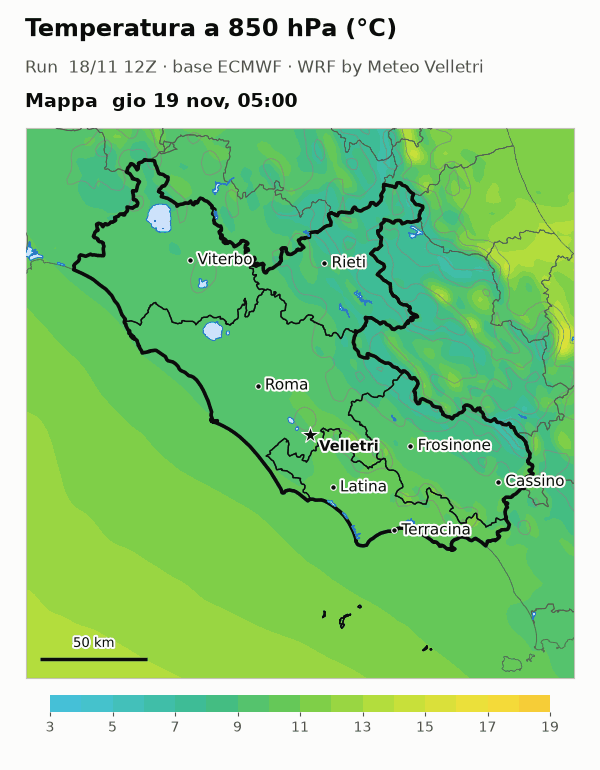 Temperatura a 850 hPa (°C)
Run  18/11 12Z · base ECMWF · WRF by Meteo Velletri
Mappa  gio 19 nov, 05:00
Viterbo
Rieti
Roma
Velletri
Frosinone
Cassino
Latina
Terracina
50 km
3 5 7 9 11 13 15 17 19